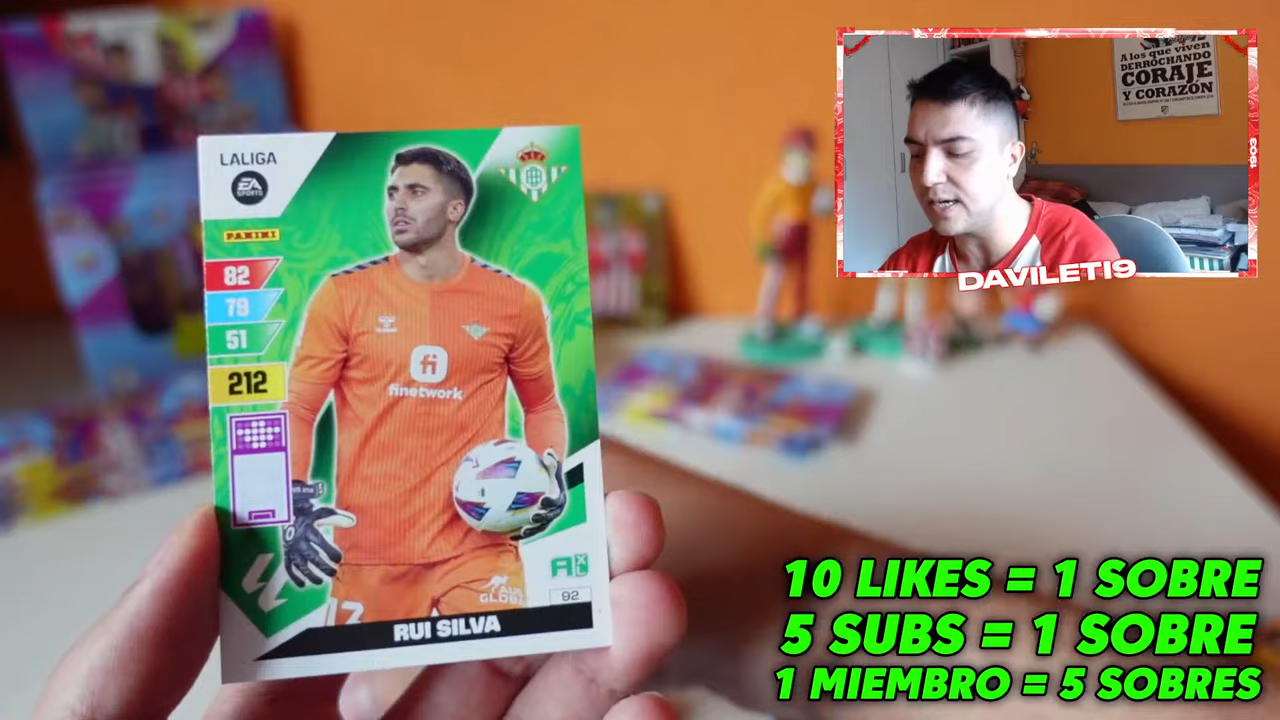 LALIGA
EA
SPORTS
PANINI
82
79
51
212
fi
finetwork
92
RUI SILVA
A los que viven
DERROCHANDO
CORAJE
Y CORAZÓN
1903
DAVILETI9
10 LIKES = 1 SOBRE
5 SUBS = 1 SOBRE
1 MIEMBRO = 5 SOBRES